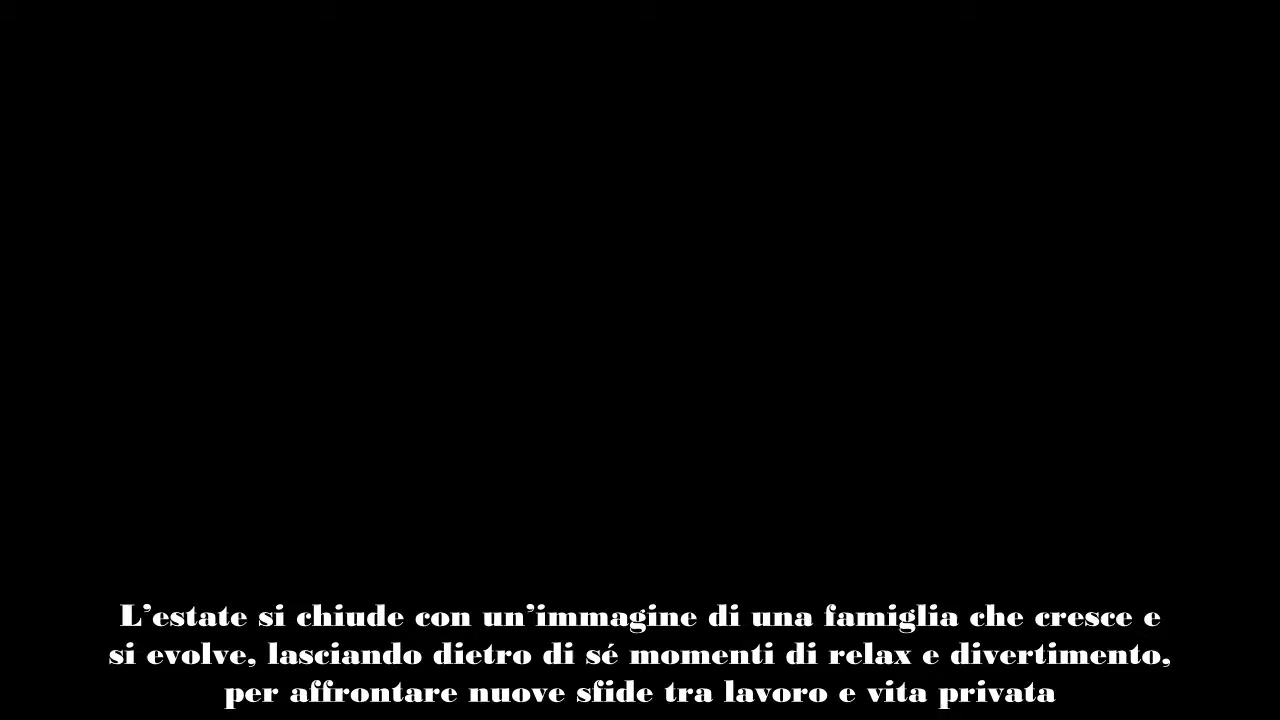 L’estate si chiude con un’immagine di una famiglia che cresce e
si evolve, lasciando dietro di sé momenti di relax e divertimento,
per affrontare nuove sfide tra lavoro e vita privata